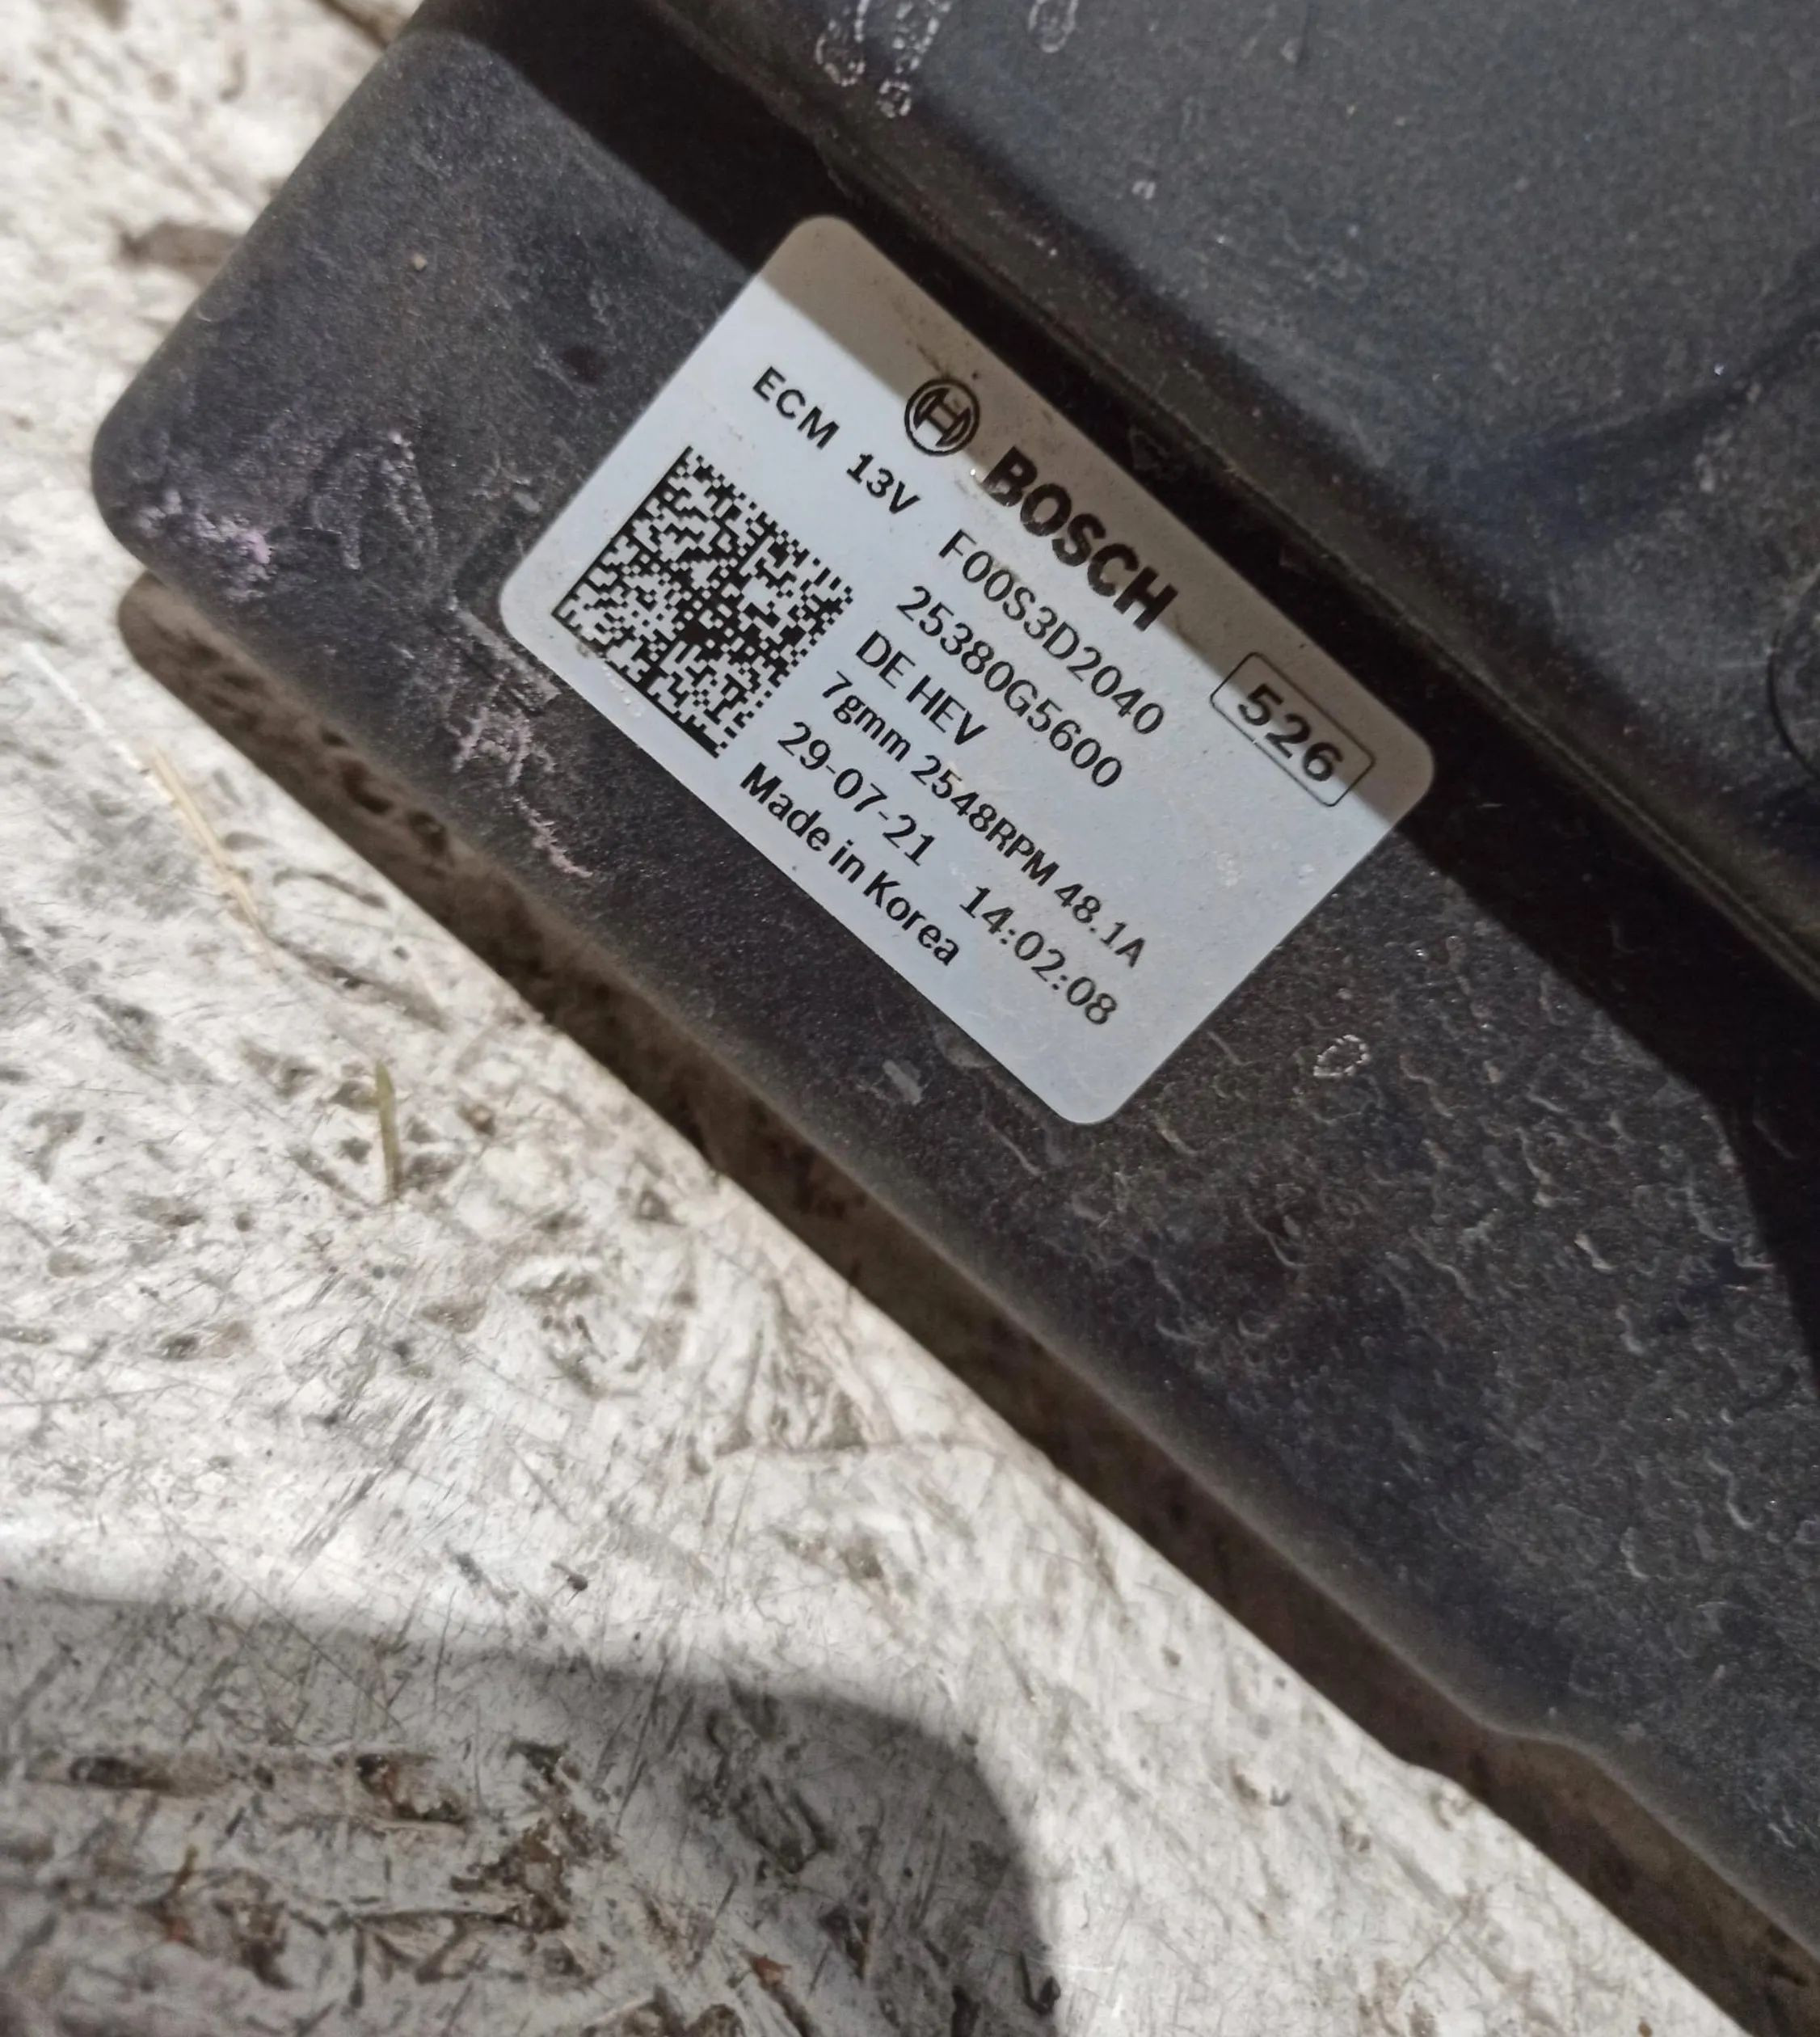 BOSCH
526
ECM 13V F00S3D2040
25380G5600
DE HEV
7gmm 2548RPM 48.1A
29-07-21 14:02:08
Made in Korea